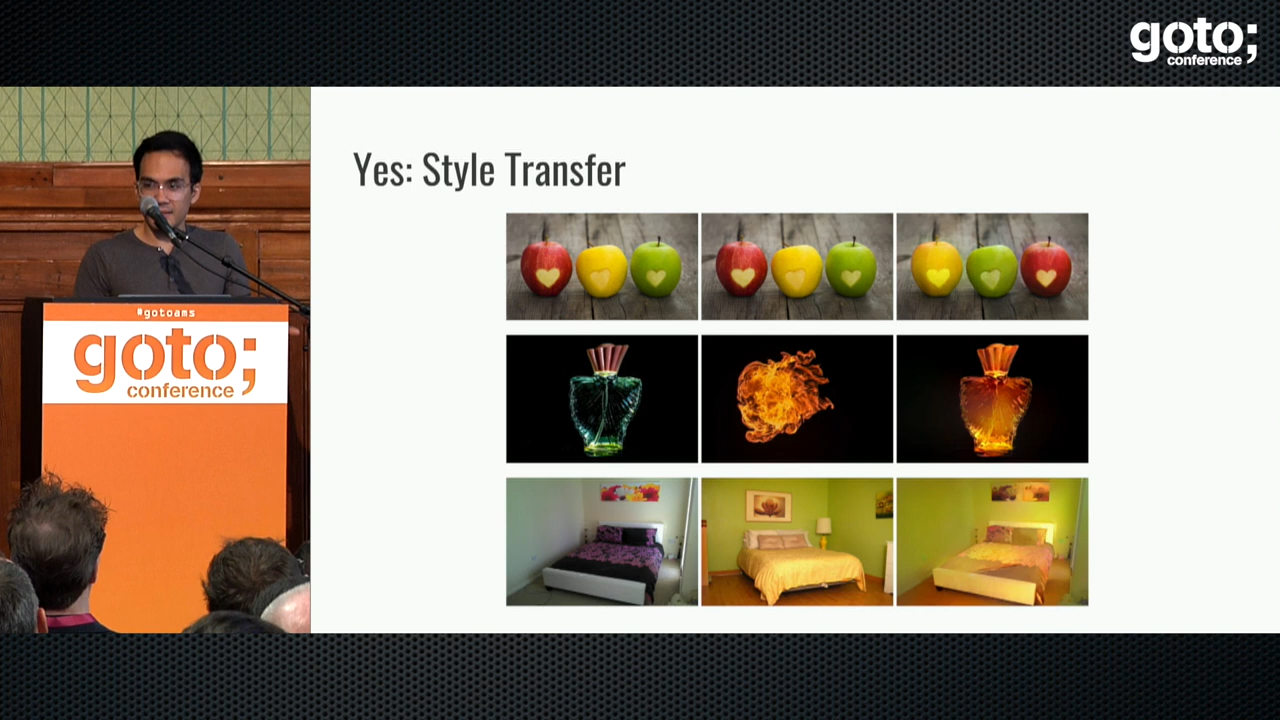 goto;
conference
Yes: Style Transfer
#gotoams
goto;
conference